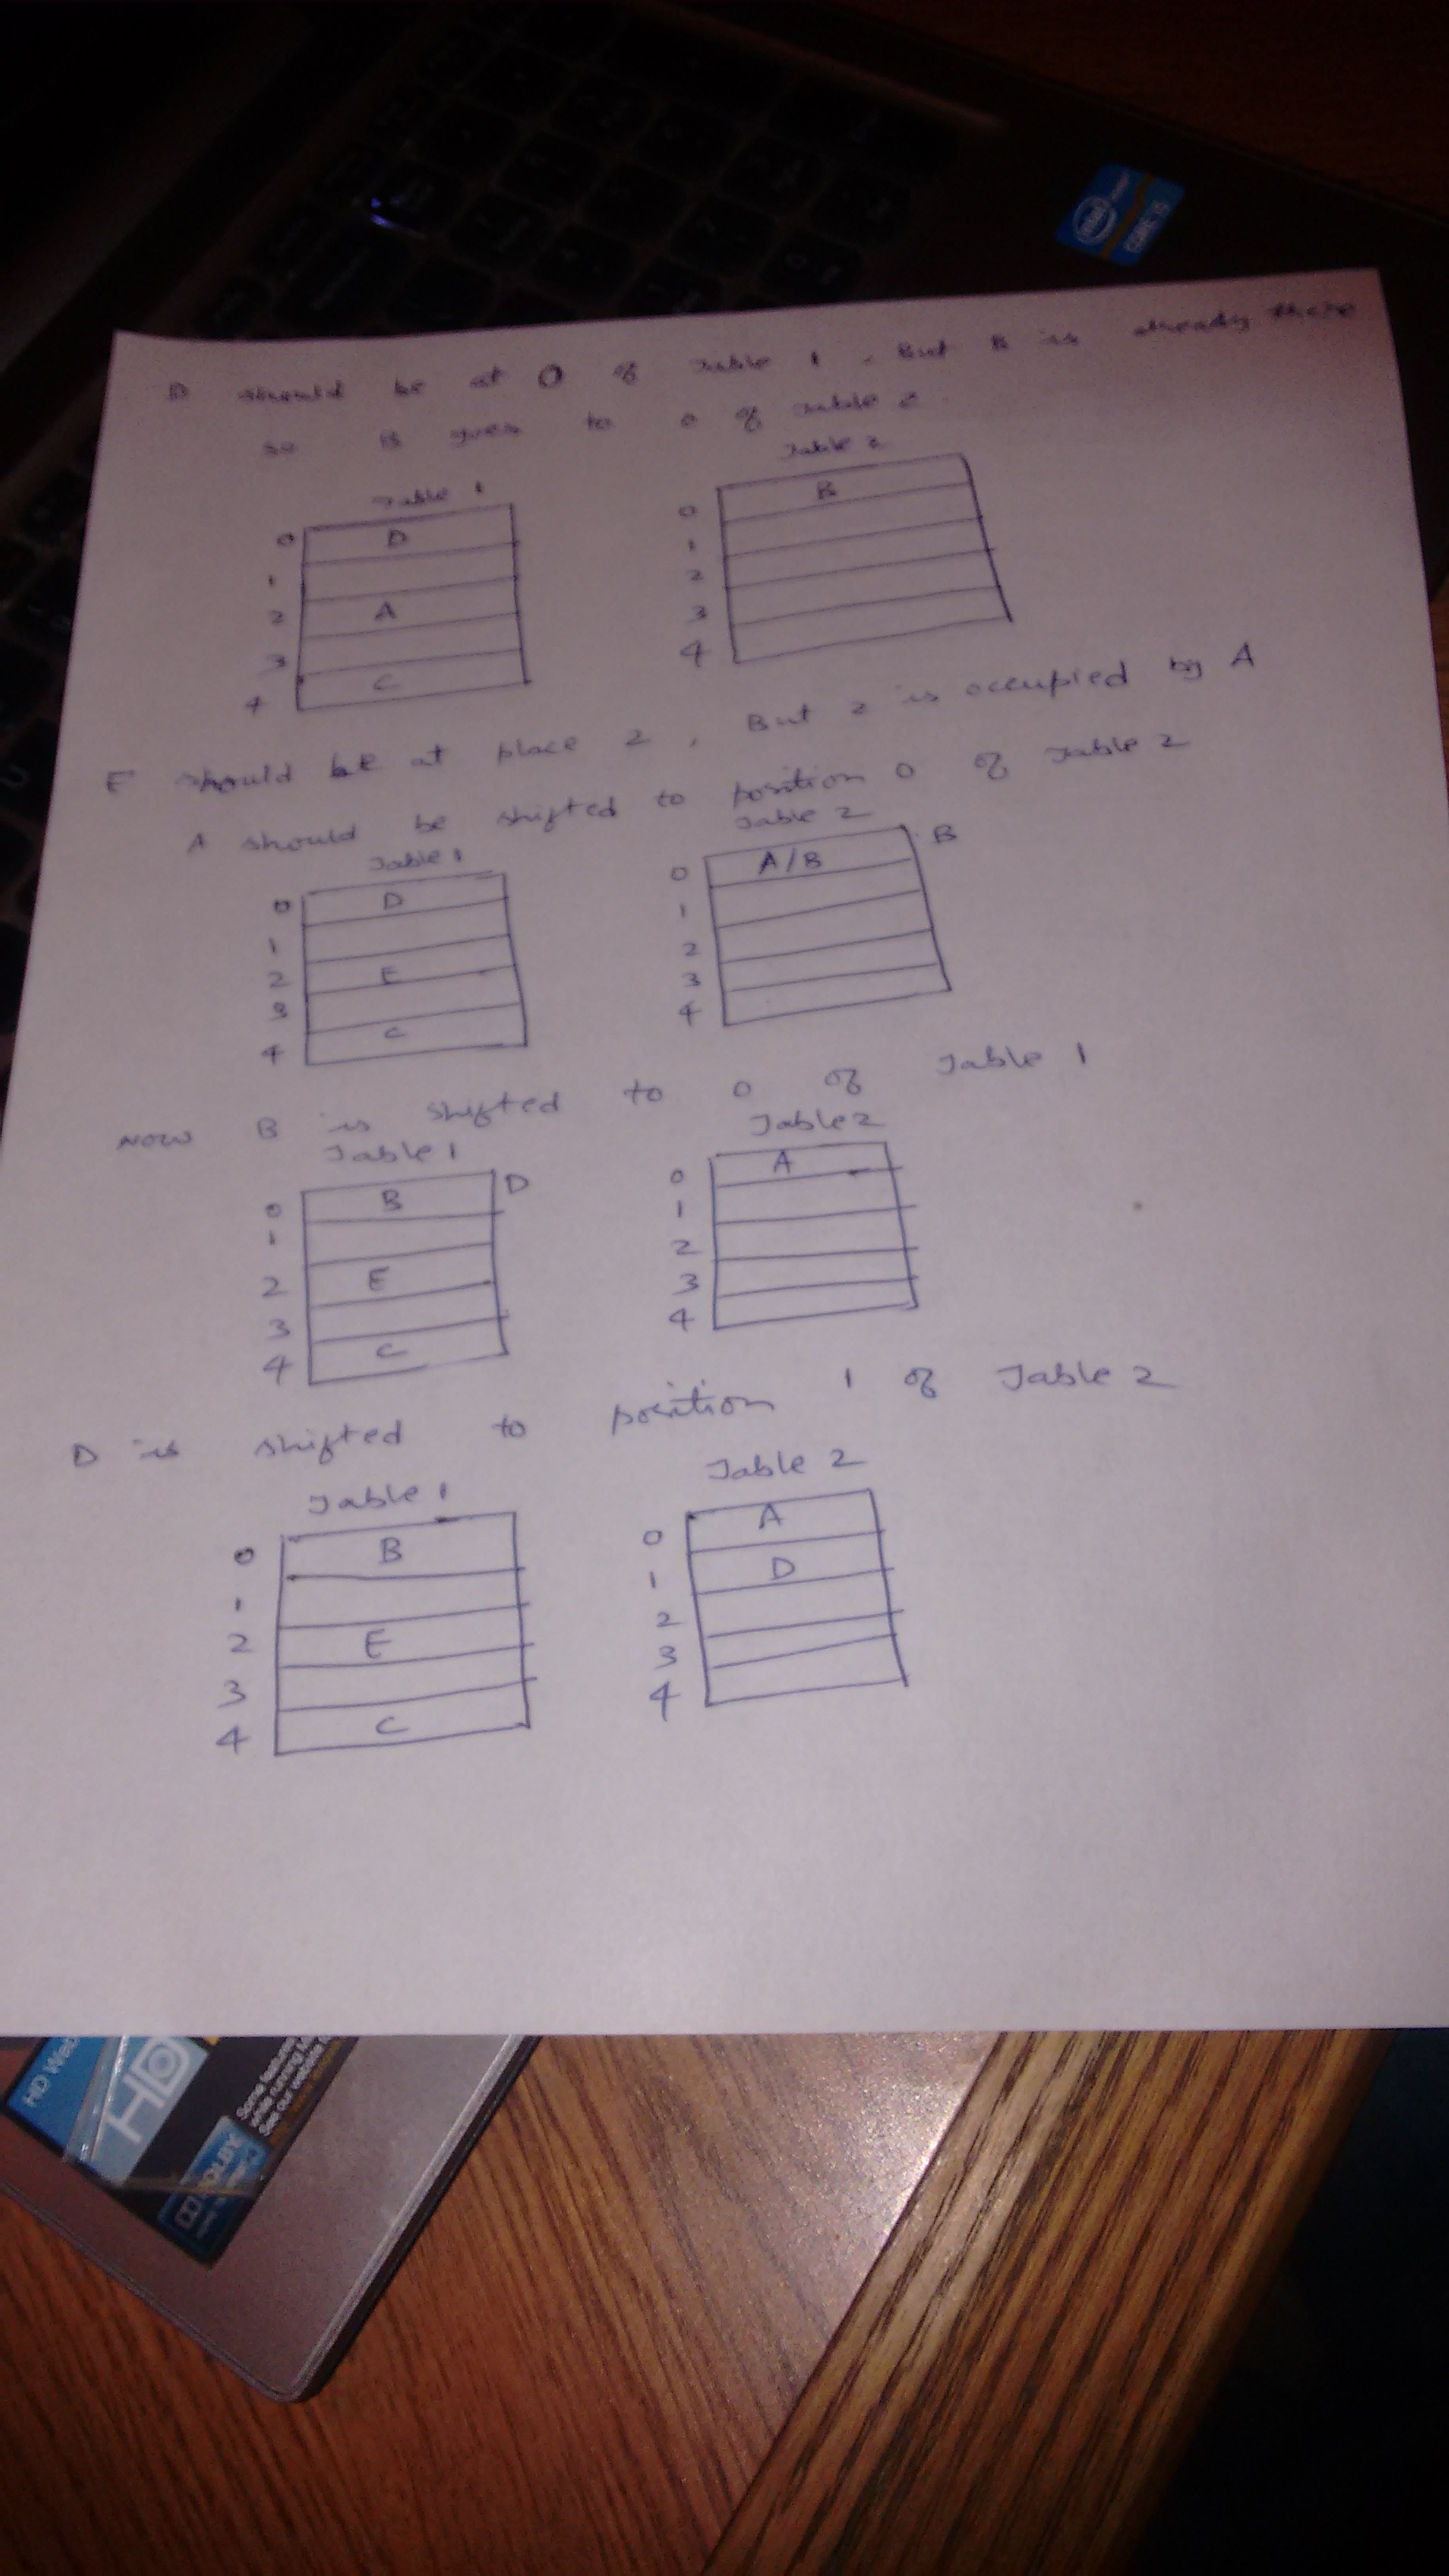 D should be at 0 of Table 1, But B is already there
so B goes to 0 of Table 2.
Table 1 Table 2
0 D 0 B
1 1
2 A 2
3 3
4 C 4
E should be at place 2, But 2 is occupied by A
A should be shifted to position 0 of Table 2
Table 1 Table 2
0 D 0 A/B B
1 1
2 E 2
3 3
4 C 4
NOW B is shifted to 0 of Table 1
Table 1 Table 2
0 B D 0 A
1 1
2 E 2
3 3
4 C 4
D is shifted to position 1 of Table 2
Table 1 Table 2
0 B 0 A
1 1 D
2 E 2
3 3
4 C 4
intel
CORE i5
HD Web
HD
DOLBY